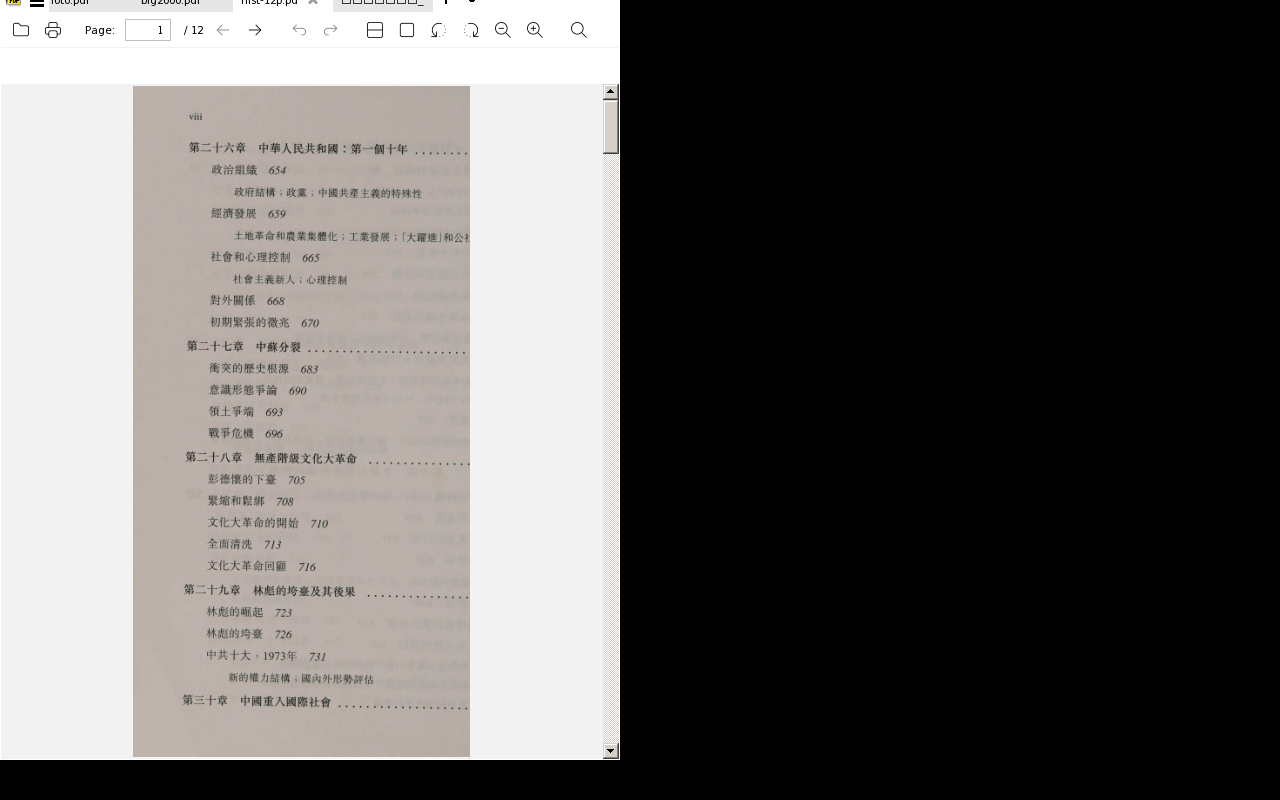 foto.pdf big2000.pdf hist-12p.pd
Page: 1 / 12
viii
第二十六章 中華人民共和國：第一個十年 ........
政治組織 654
政府結構；政黨；中國共產主義的特殊性
經濟發展 659
土地革命和農業集體化；工業發展；「大躍進」和公社
社會和心理控制 665
社會主義新人；心理控制
對外關係 668
初期緊張的徵兆 670
第二十七章 中蘇分裂 ....................
衝突的歷史根源 683
意識形態爭論 690
領土爭端 693
戰爭危機 696
第二十八章 無產階級文化大革命 .............
彭德懷的下臺 705
緊縮和鬆綁 708
文化大革命的開始 710
全面清洗 713
文化大革命回顧 716
第二十九章 林彪的垮臺及其後果 .............
林彪的崛起 723
林彪的垮臺 726
中共十大，1973年 731
新的權力結構；國內外形勢評估
第三十章 中國重入國際社會 ................